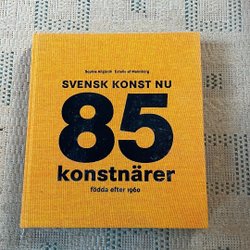 Sophie Allgårdh Estelle af Malmborg
SVENSK KONST NU
85
konstnärer
födda efter 1960